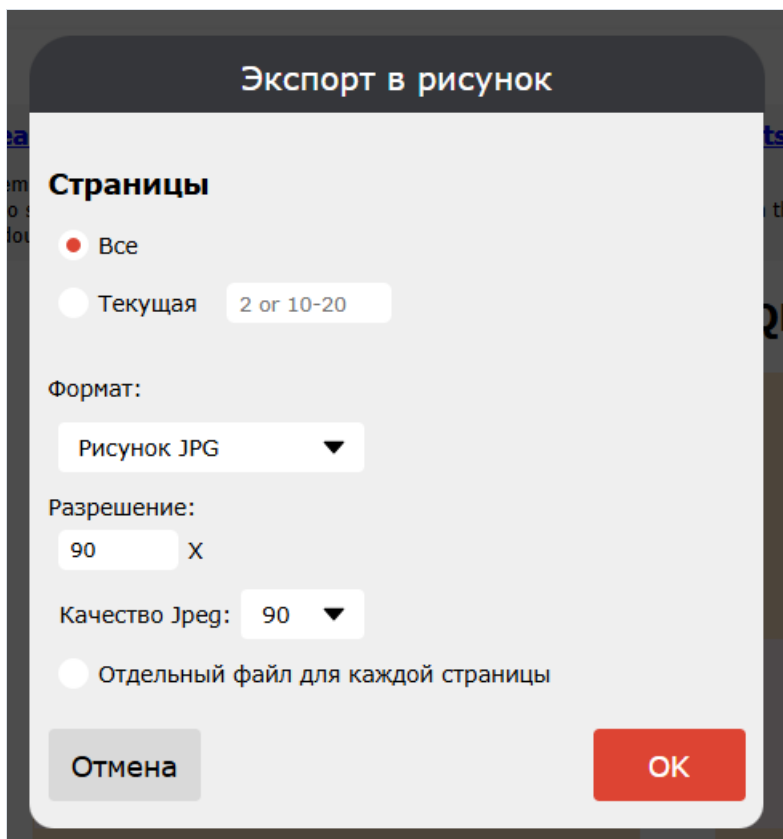 Экспорт в рисунок
Страницы
Все
Текущая 2 or 10-20
Формат:
Рисунок JPG
Разрешение:
90 X
Качество Jpeg: 90
Отдельный файл для каждой страницы
Отмена OK